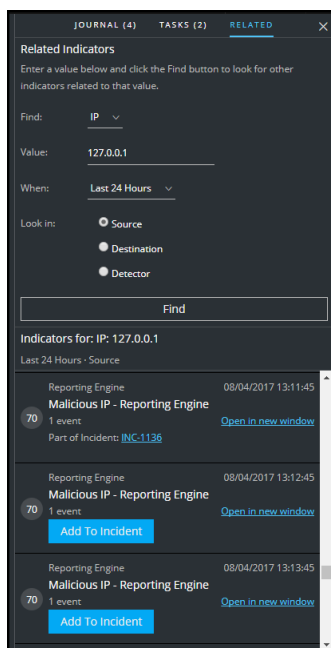 JOURNAL (4) TASKS (2) RELATED
Related Indicators
Enter a value below and click the Find button to look for other
indicators related to that value.
Find: IP
Value: 127.0.0.1
When: Last 24 Hours
Look in: Source
Destination
Detector
Find
Indicators for: IP: 127.0.0.1
Last 24 Hours · Source
Reporting Engine 08/04/2017 13:11:45
Malicious IP - Reporting Engine
70 1 event Open in new window
Part of Incident: INC-1136
Reporting Engine 08/04/2017 13:12:45
Malicious IP - Reporting Engine
70 1 event Open in new window
Add To Incident
Reporting Engine 08/04/2017 13:13:45
Malicious IP - Reporting Engine
70 1 event Open in new window
Add To Incident